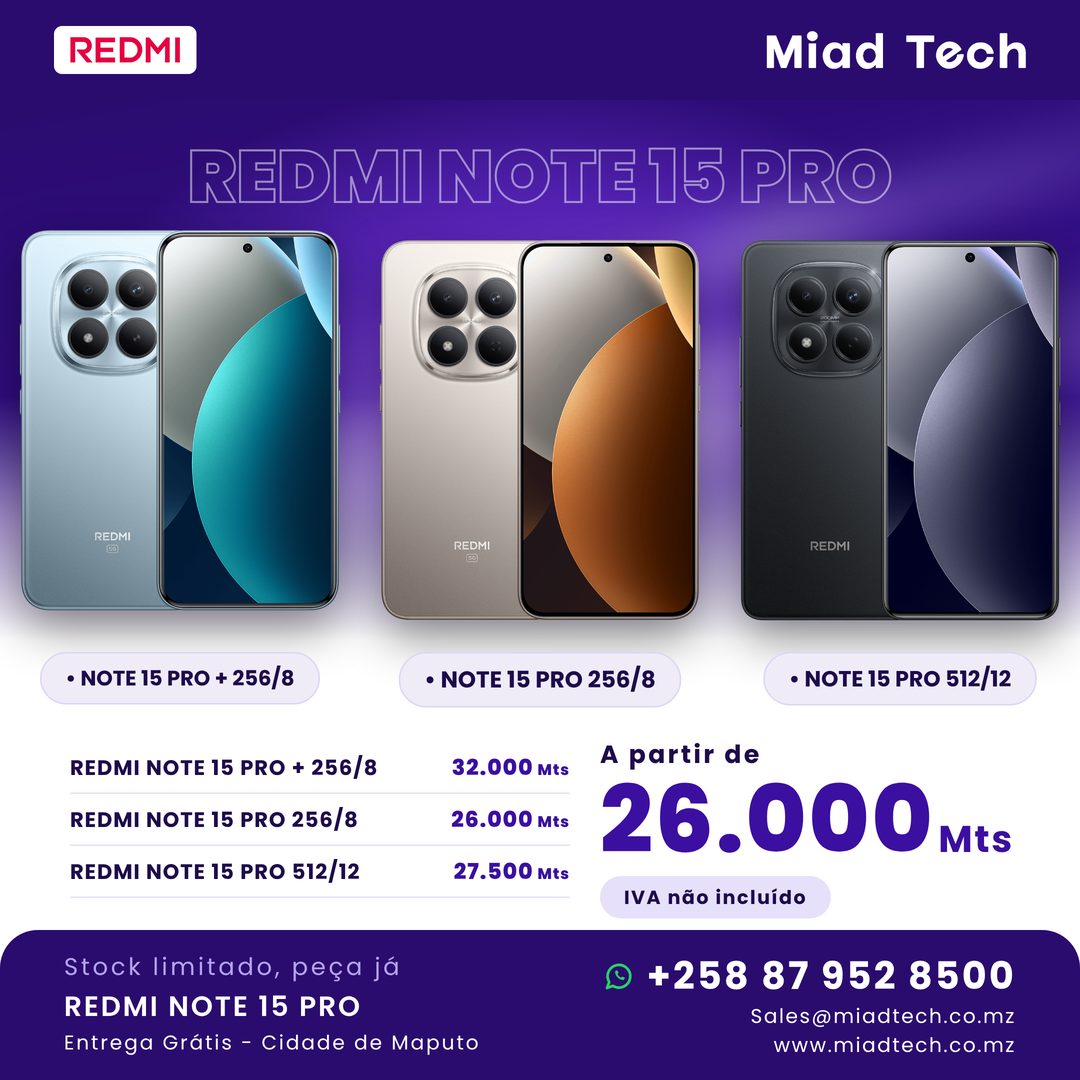 REDMI
Miad Tech
REDMI NOTE 15 PRO
REDMI
5G
REDMI
5G
REDMI
• NOTE 15 PRO + 256/8
• NOTE 15 PRO 256/8
• NOTE 15 PRO 512/12
REDMI NOTE 15 PRO + 256/8 32.000 Mts
REDMI NOTE 15 PRO 256/8 26.000 Mts
REDMI NOTE 15 PRO 512/12 27.500 Mts
A partir de
26.000 Mts
IVA não incluído
Stock limitado, peça já
REDMI NOTE 15 PRO
Entrega Grátis - Cidade de Maputo
+258 87 952 8500
Sales@miadtech.co.mz
www.miadtech.co.mz